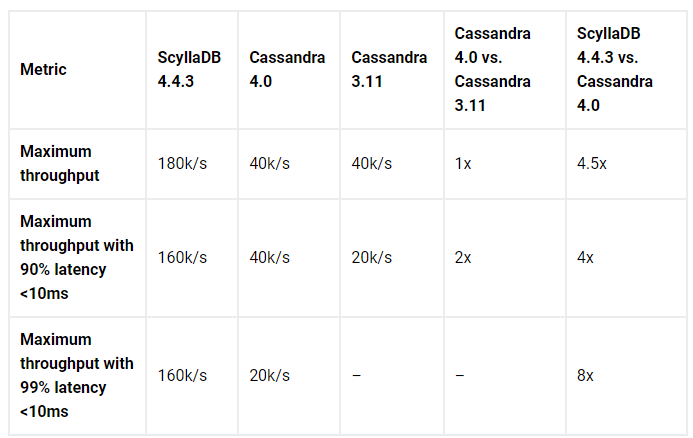 Metric
ScyllaDB
4.4.3
Cassandra
4.0
Cassandra
3.11
Cassandra
4.0 vs.
Cassandra
3.11
ScyllaDB
4.4.3 vs.
Cassandra
4.0
Maximum
throughput
180k/s
40k/s
40k/s
1x
4.5x
Maximum
throughput with
90% latency
<10ms
160k/s
40k/s
20k/s
2x
4x
Maximum
throughput with
99% latency
<10ms
160k/s
20k/s
–
–
8x